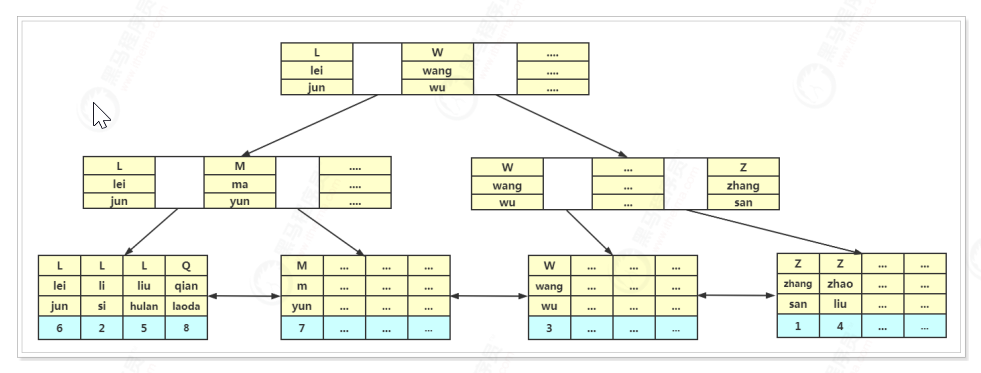 L W ....
lei wang ....
jun wu ....
L M ....
lei ma ....
jun yun ....
W ... Z
wang ... zhang
wu ... san
L L L Q
lei li liu qian
jun si hulan laoda
6 2 5 8
M ... ... ...
m ... ... ...
yun ... ... ...
7 ... ... ...
W ... ... ...
wang ... ... ...
wu ... ... ...
3 ... ... ...
Z Z ... ...
zhang zhao ... ...
san liu ... ...
1 4 ... ...